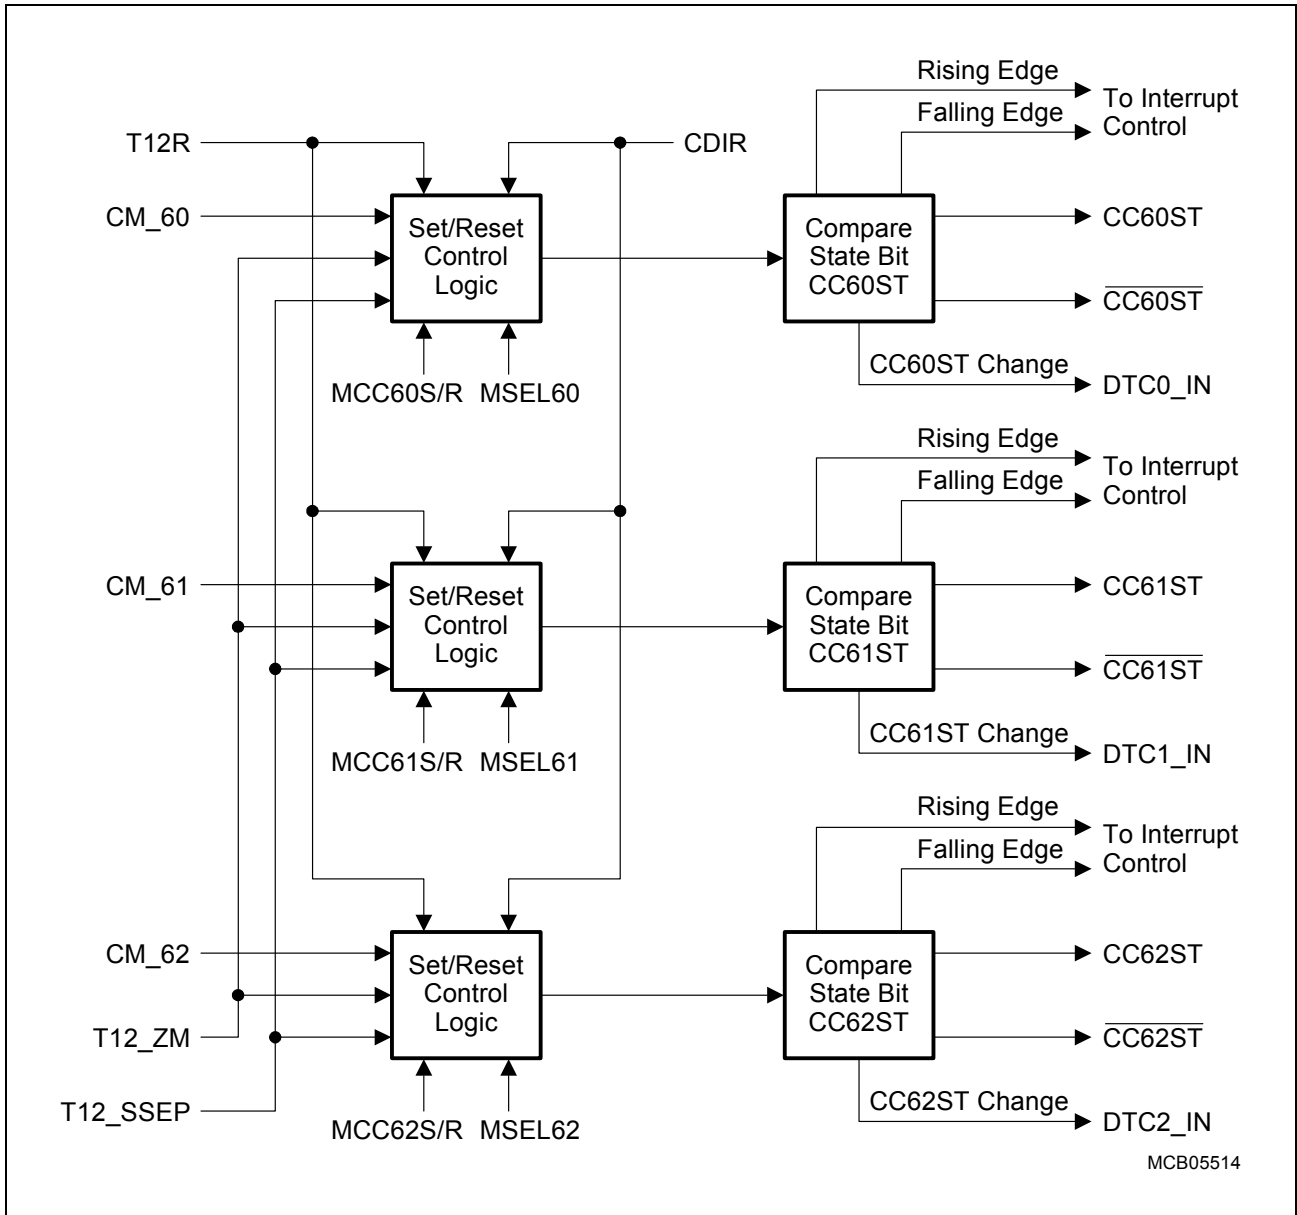 Rising Edge
To Interrupt
Control
Falling Edge
T12R
CDIR
CM_60
Set/Reset
Control
Logic
Compare
State Bit
CC60ST
CC60ST
CC60ST
MCC60S/R MSEL60
CC60ST Change
DTC0_IN
Rising Edge
To Interrupt
Control
Falling Edge
CM_61
Set/Reset
Control
Logic
Compare
State Bit
CC61ST
CC61ST
CC61ST
MCC61S/R MSEL61
CC61ST Change
DTC1_IN
Rising Edge
To Interrupt
Control
Falling Edge
CM_62
Set/Reset
Control
Logic
Compare
State Bit
CC62ST
CC62ST
CC62ST
T12_ZM
T12_SSEP
MCC62S/R MSEL62
CC62ST Change
DTC2_IN
MCB05514